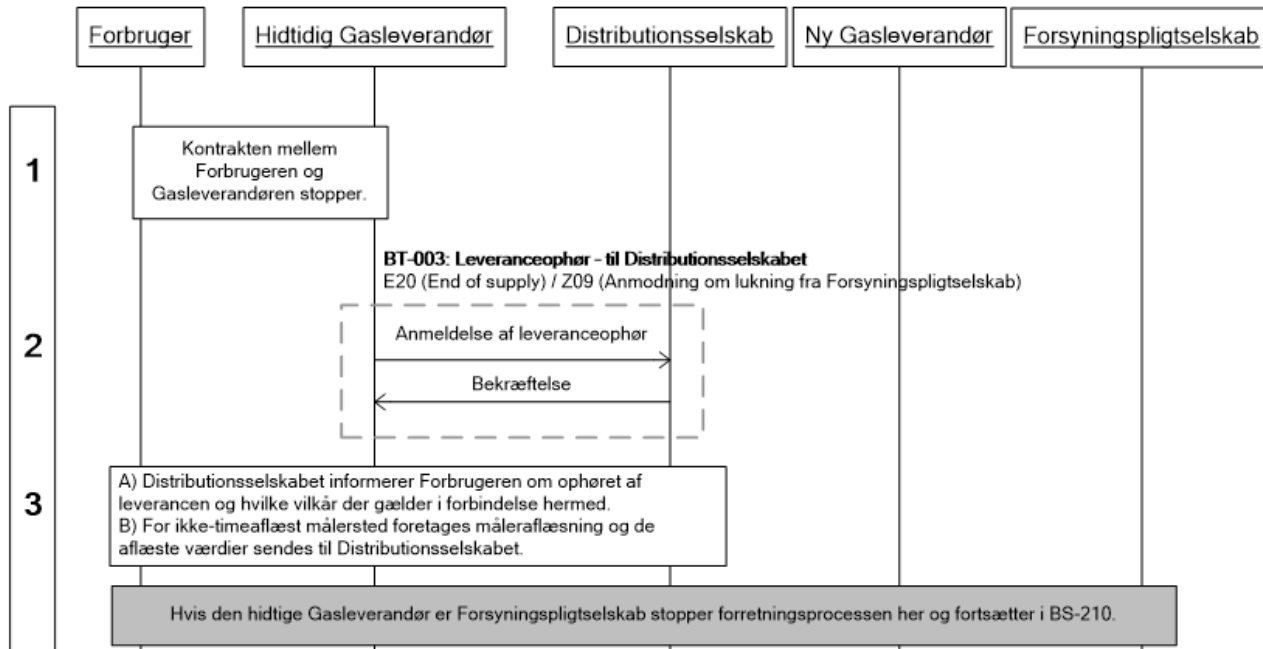 Forbruger
Hidtidig Gasleverandør
Distributionsselskab
Ny Gasleverandør
Forsyningspligtselskab
1
Kontrakten mellem
Forbrugeren og
Gasleverandøren stopper.
BT-003: Leveranceophør - til Distributionsselskabet
E20 (End of supply) / Z09 (Anmodning om lukning fra Forsyningspligtselskab)
2
Anmeldelse af leveranceophør
Bekræftelse
3
A) Distributionsselskabet informerer Forbrugeren om ophøret af
leverancen og hvilke vilkår der gælder i forbindelse hermed.
B) For ikke-timeaflæst målersted foretages måleraflæsning og de
aflæste værdier sendes til Distributionsselskabet.
Hvis den hidtige Gasleverandør er Forsyningspligtselskab stopper forretningsprocessen her og fortsætter i BS-210.